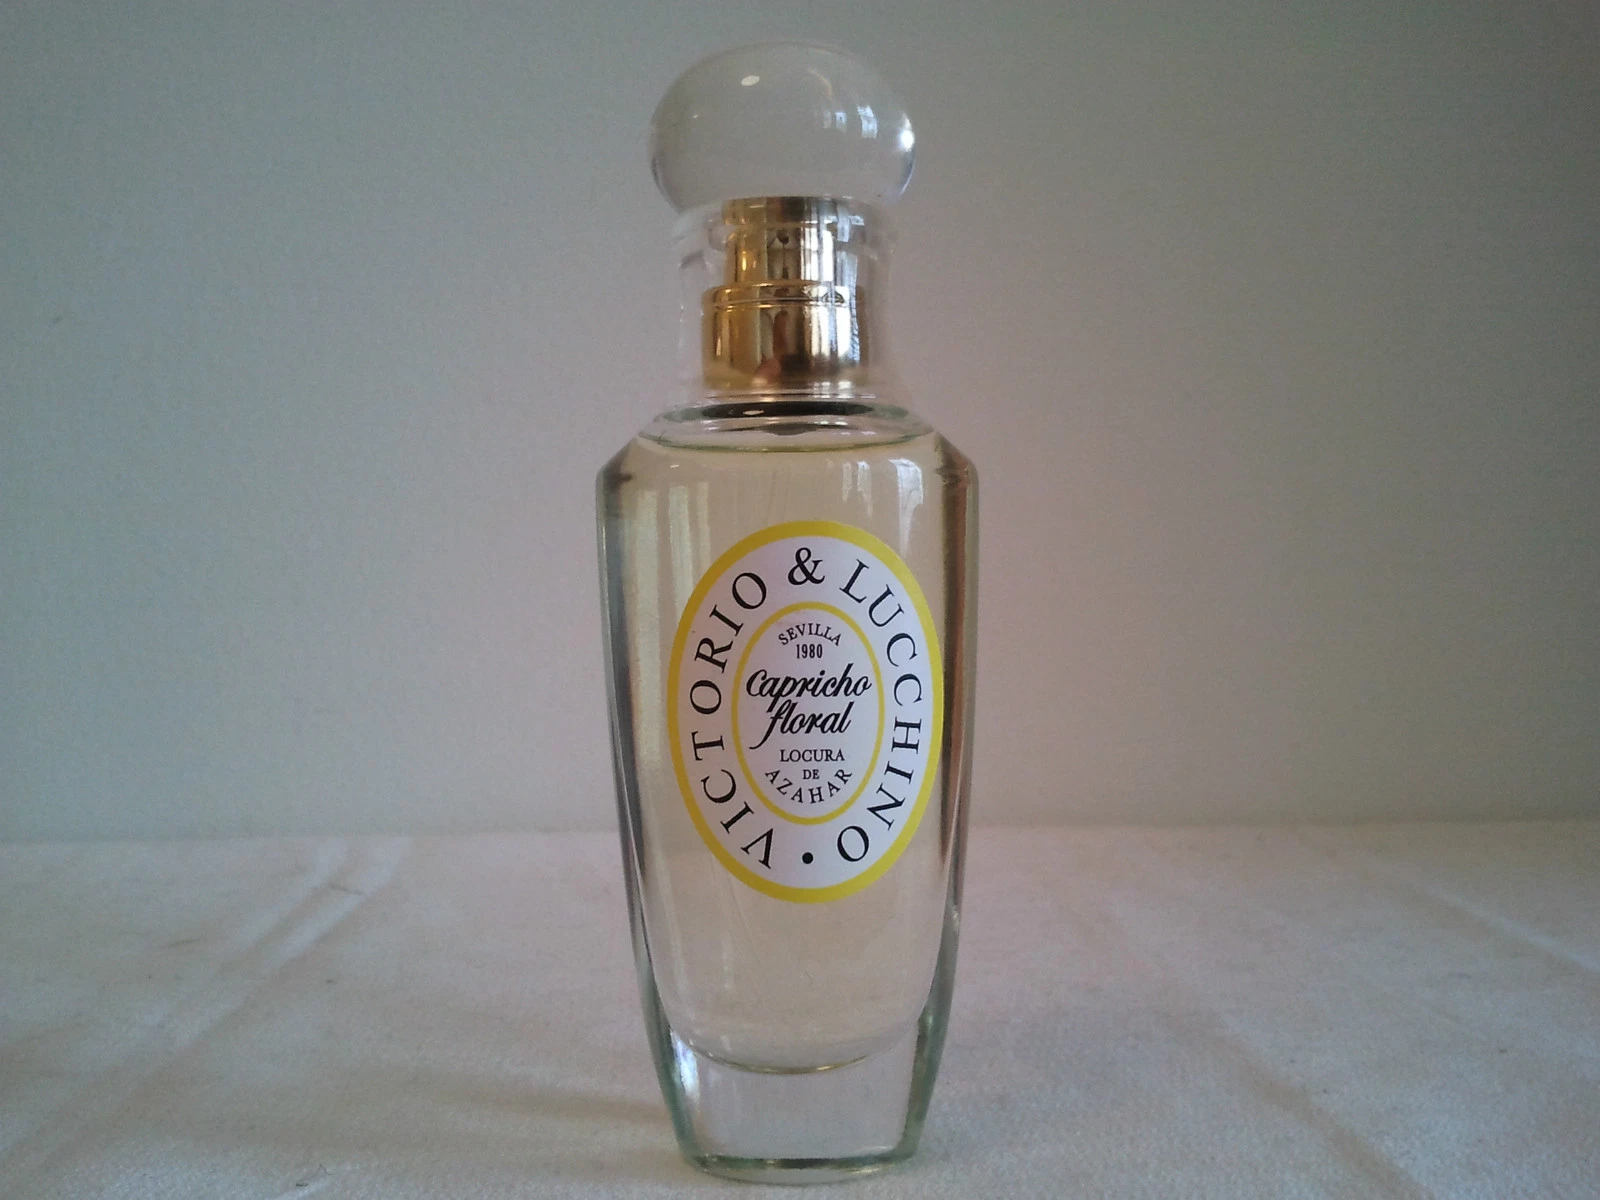 VICTORIO & LUCCHINO •
SEVILLA
1980
Capricho
floral
LOCURA
DE
AZAHAR